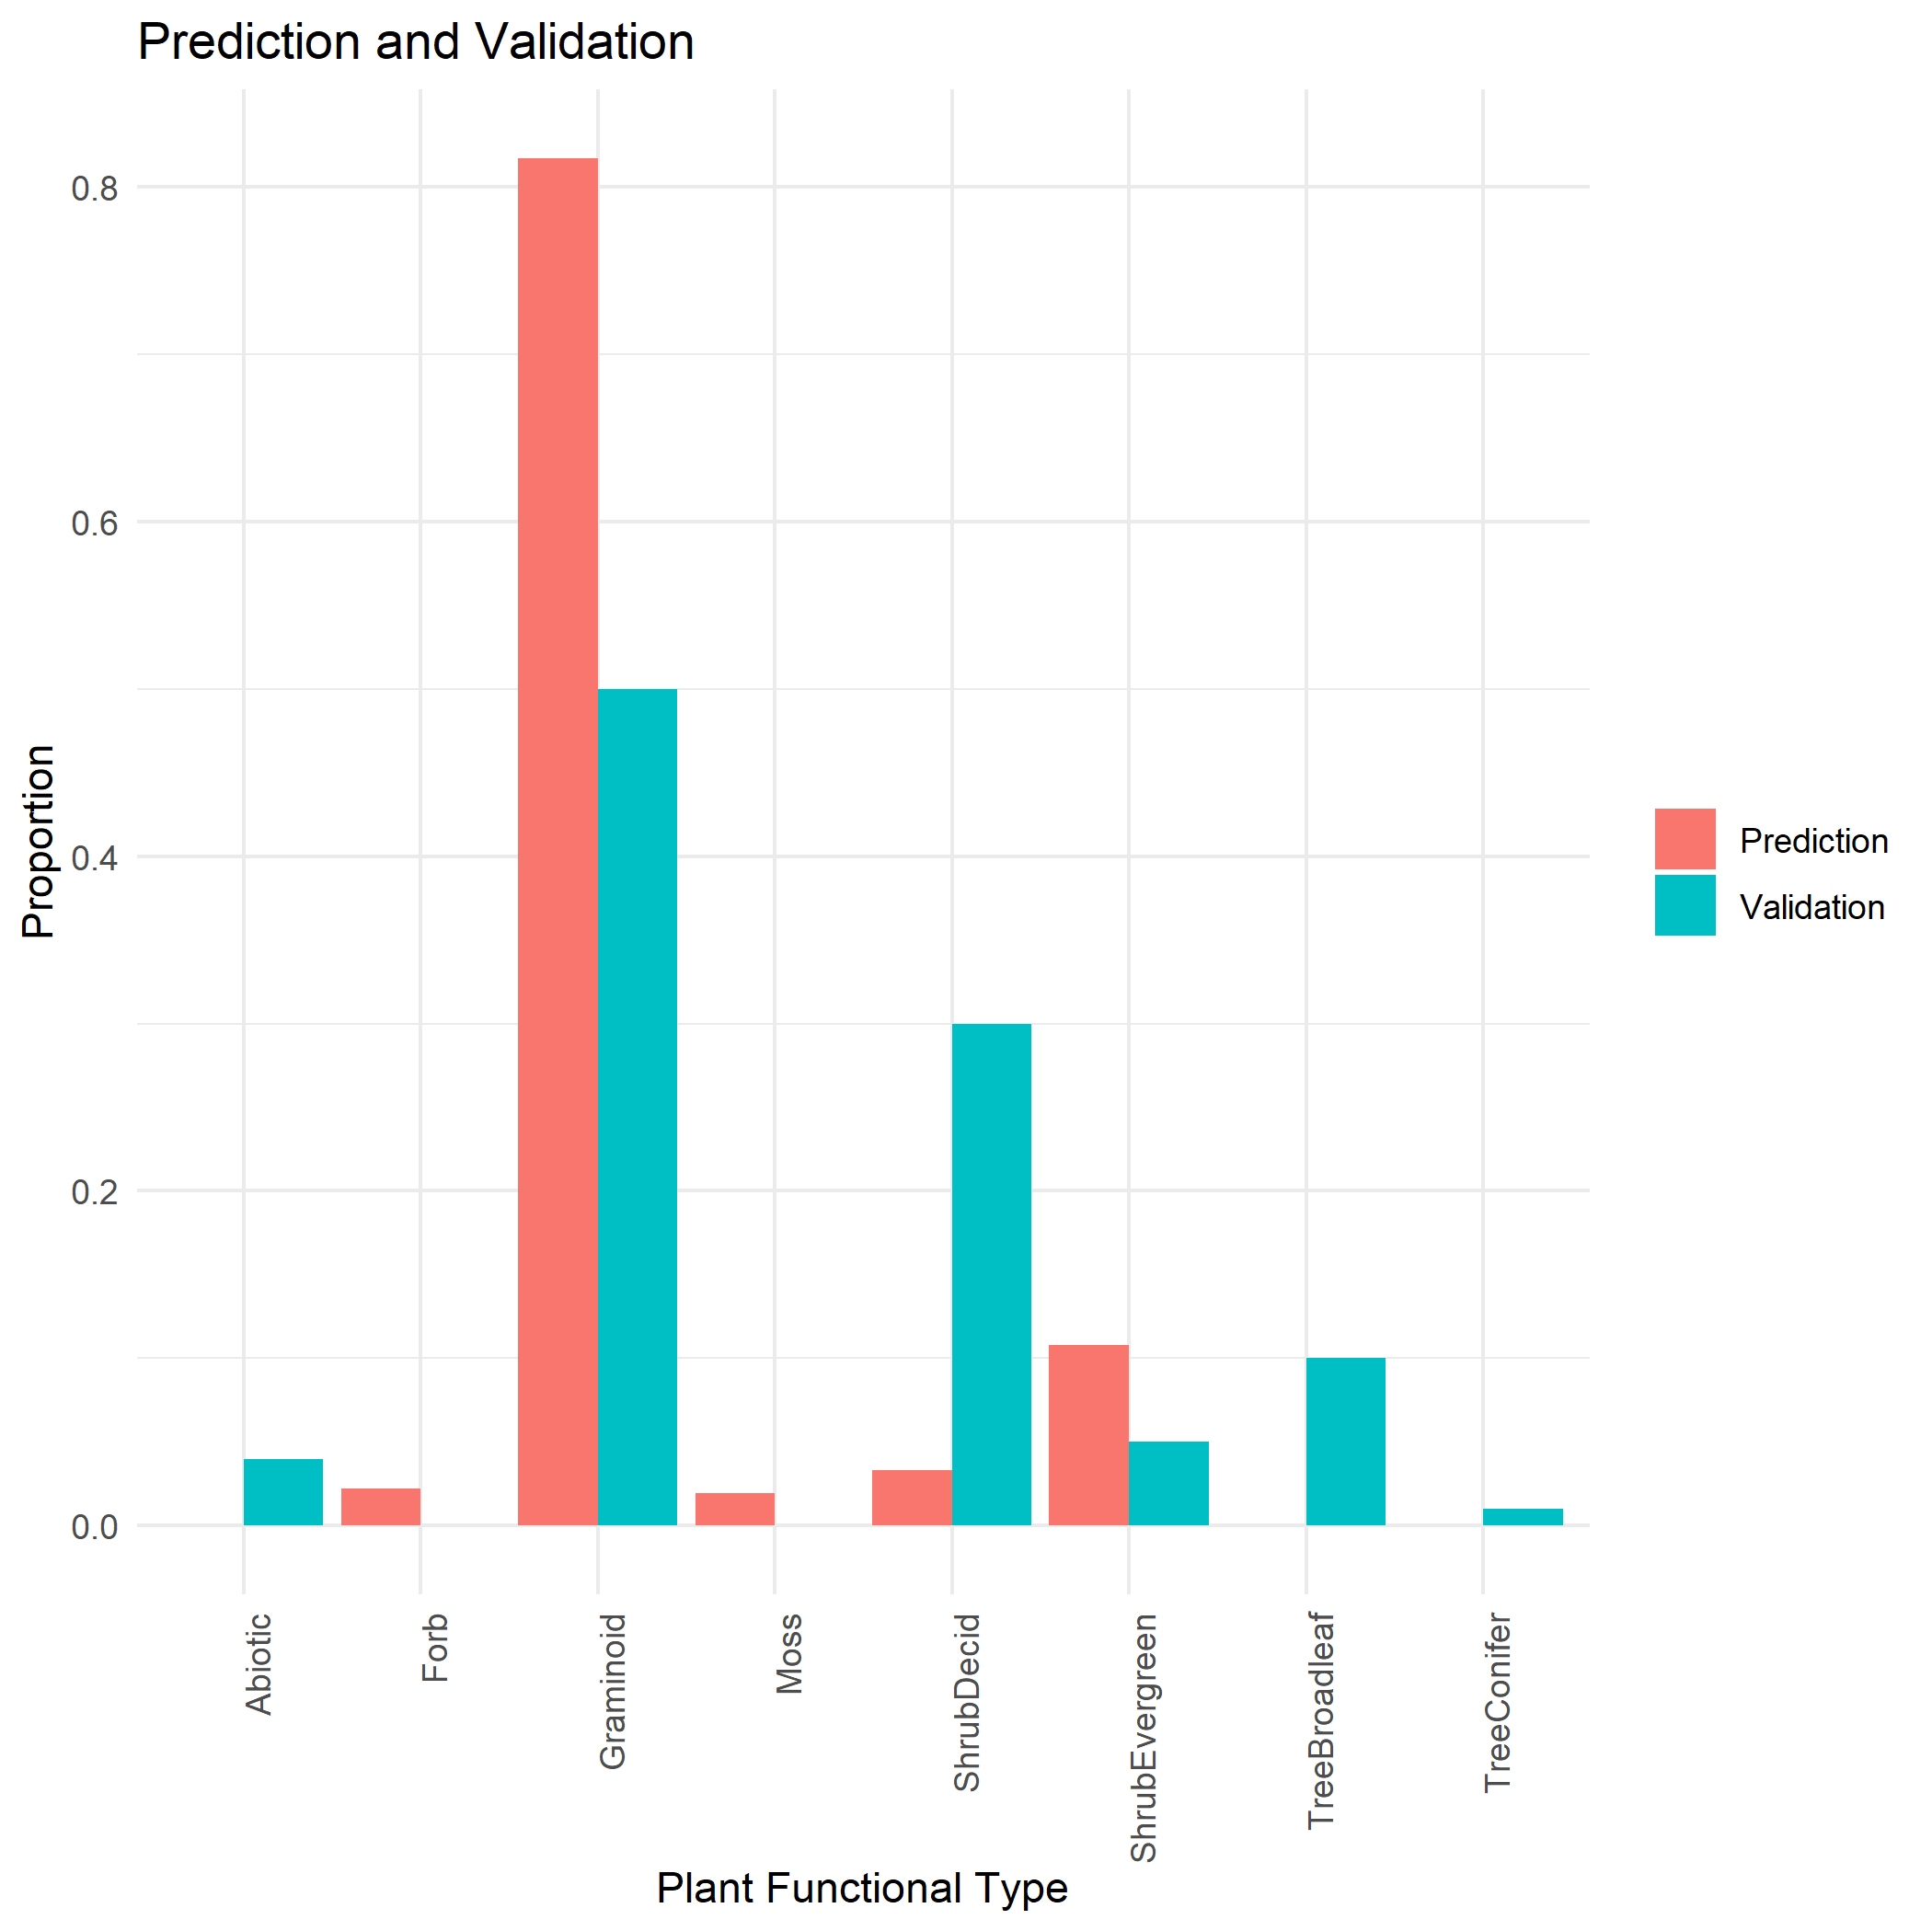 Prediction and Validation
Proportion
0.8
0.6
0.4
0.2
0.0
Abiotic
Forb
Graminoid
Moss
ShrubDecid
ShrubEvergreen
TreeBroadleaf
TreeConifer
Plant Functional Type
Prediction
Validation